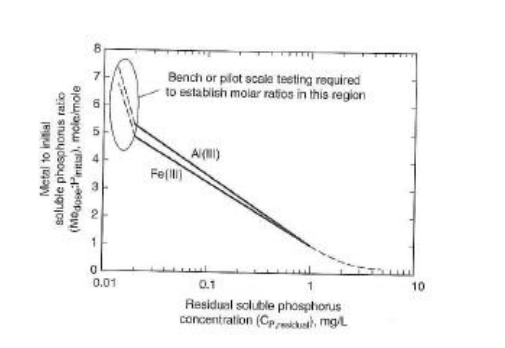 8
7
6
5
4
3
2
1
0
Metal to initial
soluble phosphorus ratio
(Medose:Pinitial), mole/mole
Bench or pilot scale testing required
to establish molar ratios in this region
Al(III)
Fe(III)
0.01
0.1
1
10
Residual soluble phosphorus
concentration (CP,residual), mg/L